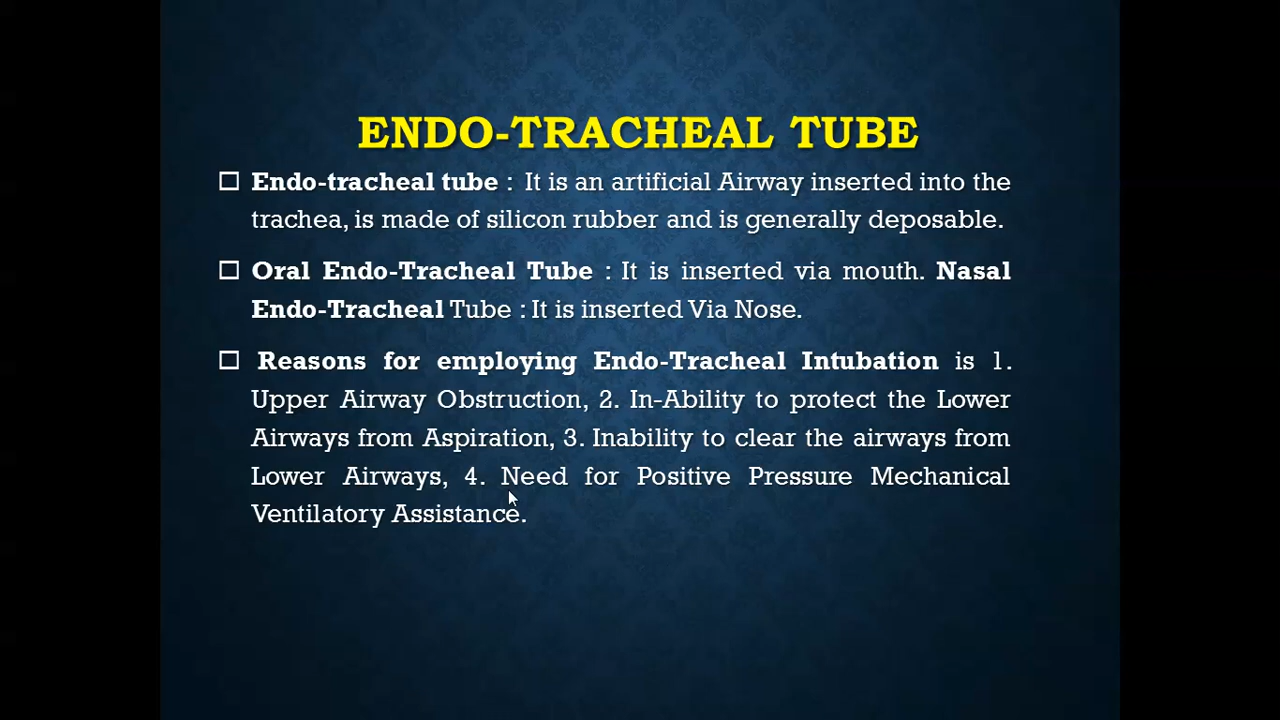 ENDO-TRACHEAL TUBE
Endo-tracheal tube : It is an artificial Airway inserted into the
trachea, is made of silicon rubber and is generally deposable.
Oral Endo-Tracheal Tube : It is inserted via mouth. Nasal
Endo-Tracheal Tube : It is inserted Via Nose.
Reasons for employing Endo-Tracheal Intubation is 1.
Upper Airway Obstruction, 2. In-Ability to protect the Lower
Airways from Aspiration, 3. Inability to clear the airways from
Lower Airways, 4. Need for Positive Pressure Mechanical
Ventilatory Assistance.